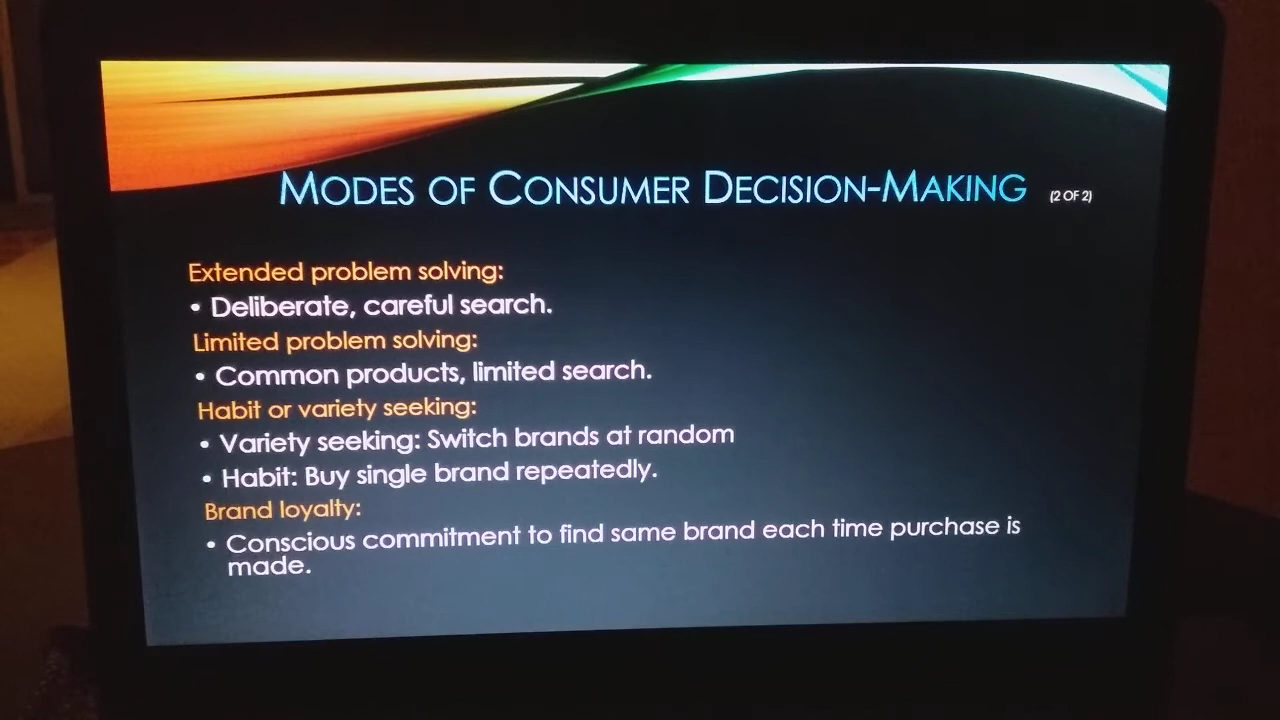 MODES OF CONSUMER DECISION-MAKING (2 OF 2)
Extended problem solving:
• Deliberate, careful search.
Limited problem solving:
• Common products, limited search.
Habit or variety seeking:
• Variety seeking: Switch brands at random
• Habit: Buy single brand repeatedly.
Brand loyalty:
• Conscious commitment to find same brand each time purchase is
made.